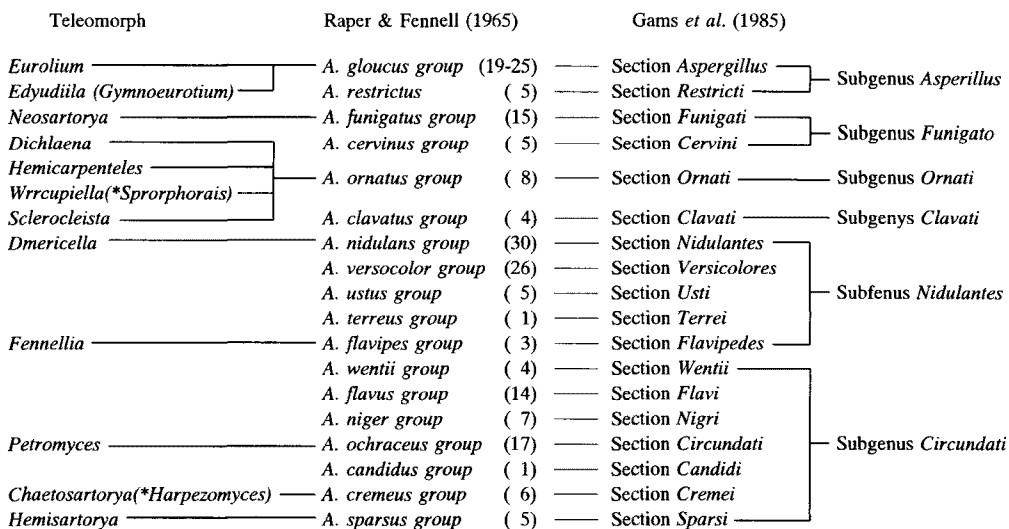 Teleomorph Raper & Fennell (1965) Gams et al. (1985)
Eurolium A. gloucus group (19-25) Section Aspergillus
Subgenus Asperillus
Edyudiila (Gymnoeurotium) A. restrictus ( 5) Section Restricti
Neosartorya A. funigatus group (15) Section Funigati
Subgenus Funigato
Dichlaena A. cervinus group ( 5) Section Cervini
Hemicarpenteles
A. ornatus group ( 8) Section Ornati Subgenus Ornati
Wrrcupiella(*Sprorphorais)
Sclerocleista A. clavatus group ( 4) Section Clavati Subgenys Clavati
Dmericella A. nidulans group (30) Section Nidulantes
A. versocolor group (26) Section Versicolores
A. ustus group ( 5) Section Usti Subfenus Nidulantes
A. terreus group ( 1) Section Terrei
Fennellia A. flavipes group ( 3) Section Flavipedes
A. wentii group ( 4) Section Wentii
A. flavus group (14) Section Flavi
A. niger group ( 7) Section Nigri
Petromyces A. ochraceus group (17) Section Circundati Subgenus Circundati
A. candidus group ( 1) Section Candidi
Chaetosartorya(*Harpezomyces) A. cremeus group ( 6) Section Cremei
Hemisartorya A. sparsus group ( 5) Section Sparsi